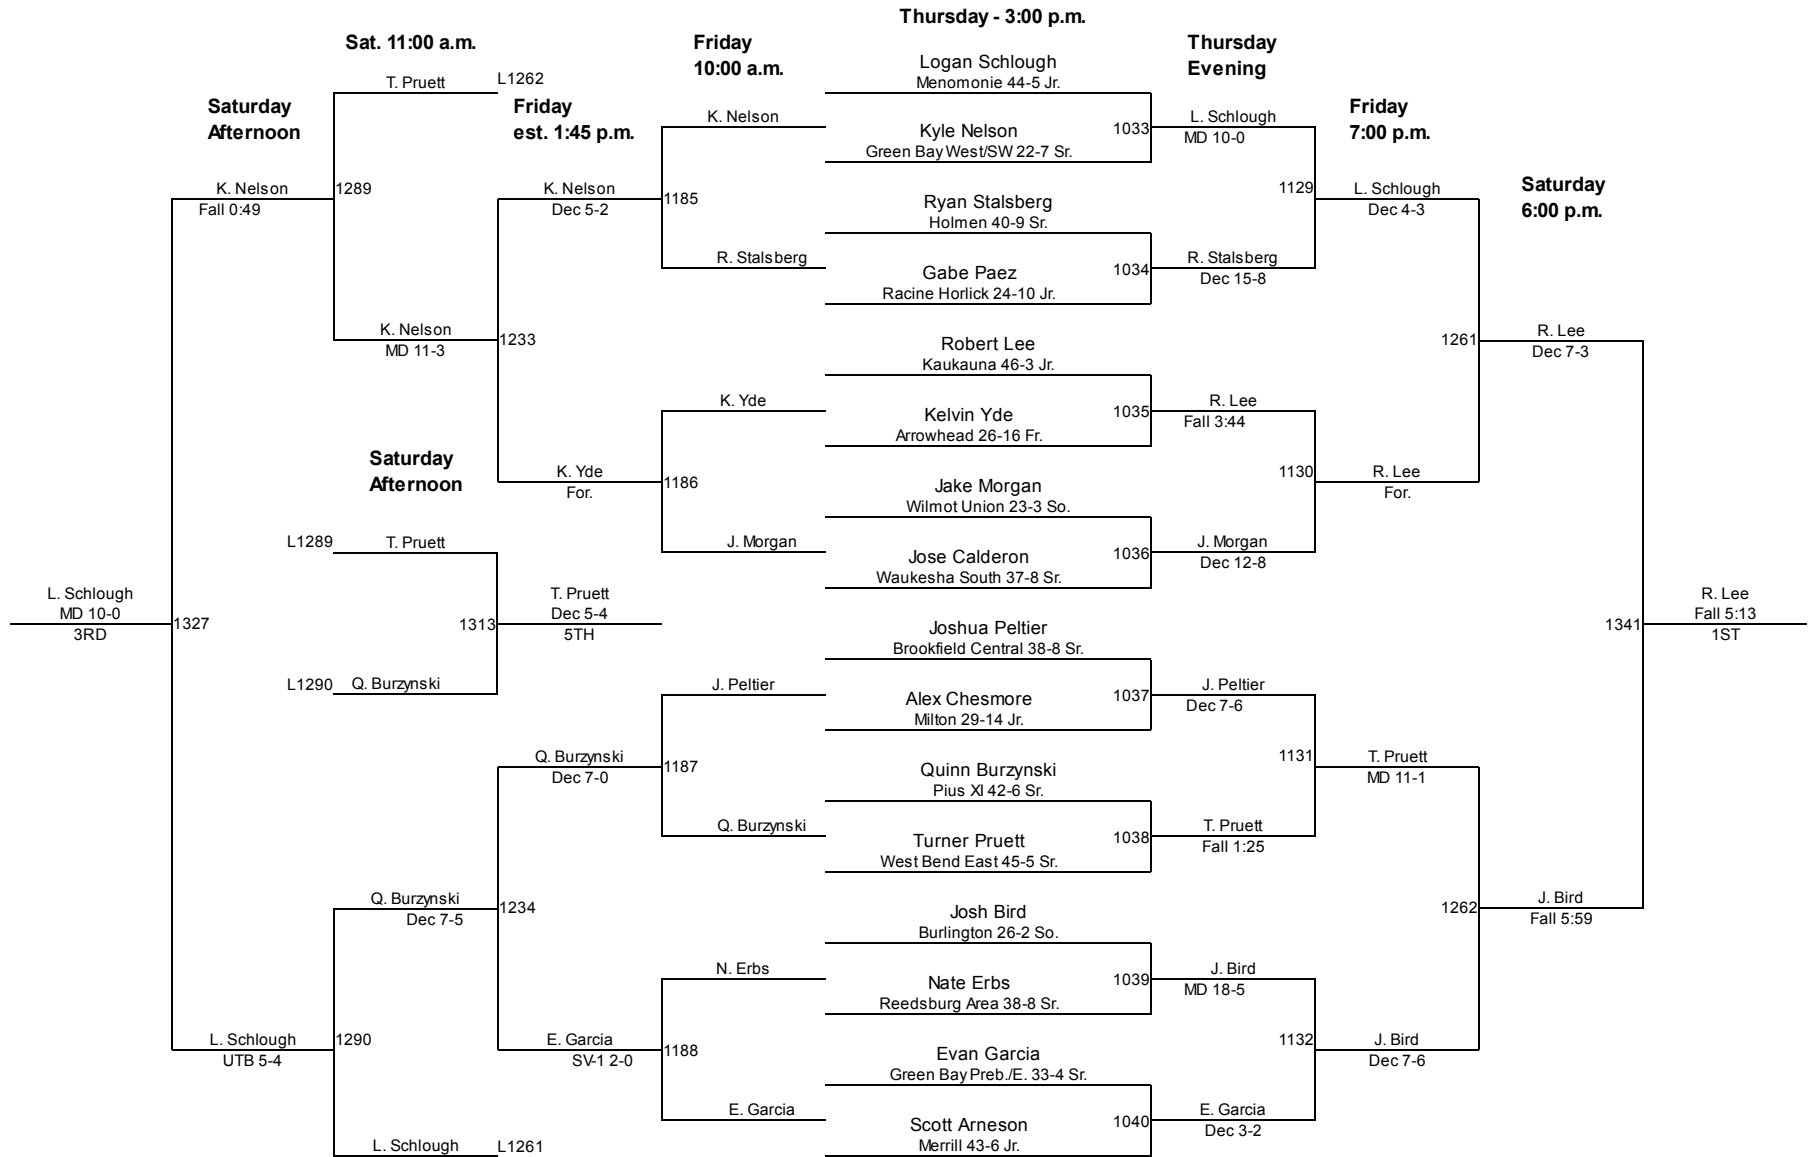 Thursday - 3:00 p.m.
Sat. 11:00 a.m.
Friday
10:00 a.m.
Thursday
Evening
Saturday
Afternoon
Friday
est. 1:45 p.m.
Friday
7:00 p.m.
Saturday
6:00 p.m.
Saturday
Afternoon
Logan Schlough
Menomonie 44-5 Jr.
1033
Kyle Nelson
Green Bay West/SW 22-7 Sr.
Ryan Stalsberg
Holmen 40-9 Sr.
1034
Gabe Paez
Racine Horlick 24-10 Jr.
Robert Lee
Kaukauna 46-3 Jr.
1035
Kelvin Yde
Arrowhead 26-16 Fr.
Jake Morgan
Wilmot Union 23-3 So.
1036
Jose Calderon
Waukesha South 37-8 Sr.
Joshua Peltier
Brookfield Central 38-8 Sr.
1037
Alex Chesmore
Milton 29-14 Jr.
Quinn Burzynski
Pius XI 42-6 Sr.
1038
Turner Pruett
West Bend East 45-5 Sr.
Josh Bird
Burlington 26-2 So.
1039
Nate Erbs
Reedsburg Area 38-8 Sr.
Evan Garcia
Green Bay Preb./E. 33-4 Sr.
1040
Scott Arneson
Merrill 43-6 Jr.
L. Schlough
MD 10-0
1129
R. Stalsberg
Dec 15-8
R. Lee
Fall 3:44
1130
J. Morgan
Dec 12-8
J. Peltier
Dec 7-6
1131
T. Pruett
Fall 1:25
J. Bird
MD 18-5
1132
E. Garcia
Dec 3-2
L. Schlough
Dec 4-3
1261
R. Lee
For.
T. Pruett
MD 11-1
1262
J. Bird
Dec 7-6
R. Lee
Dec 7-3
1341
J. Bird
Fall 5:59
R. Lee
Fall 5:13
1ST
K. Nelson
1185
R. Stalsberg
K. Yde
1186
J. Morgan
J. Peltier
1187
Q. Burzynski
N. Erbs
1188
E. Garcia
K. Nelson
Dec 5-2
1233
K. Yde
For.
Q. Burzynski
Dec 7-0
1234
E. Garcia
SV-1 2-0
T. Pruett
L1262
1289
K. Nelson
MD 11-3
L1289
T. Pruett
1313
T. Pruett
Dec 5-4
5TH
L1290
Q. Burzynski
Q. Burzynski
Dec 7-5
1290
L. Schlough
L1261
K. Nelson
Fall 0:49
1327
L. Schlough
UTB 5-4
L. Schlough
MD 10-0
3RD